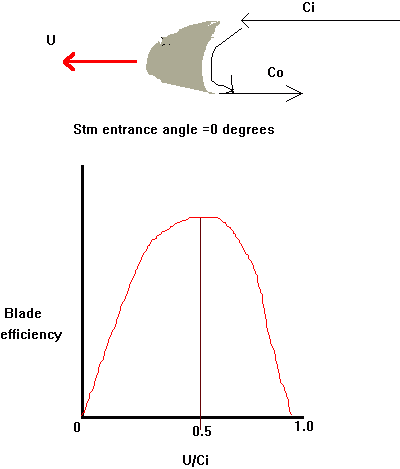 Ci
U
Co
Stm entrance angle =0 degrees
Blade
efficiency
0
0.5
1.0
U/Ci